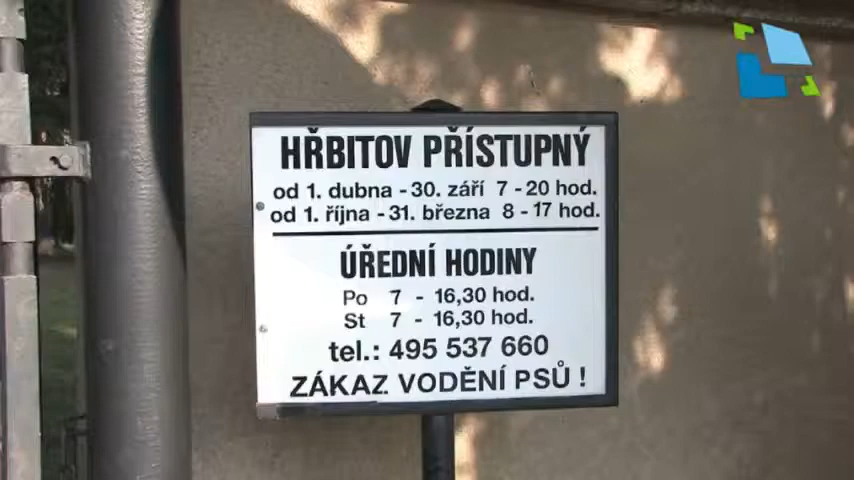 HŘBITOV PŘÍSTUPNÝ
od 1. dubna - 30. září 7 - 20 hod.
od 1. října - 31. března 8 - 17 hod.
ÚŘEDNÍ HODINY
Po 7 - 16,30 hod.
St 7 - 16,30 hod.
tel.: 495 537 660
ZÁKAZ VODĚNÍ PSŮ !